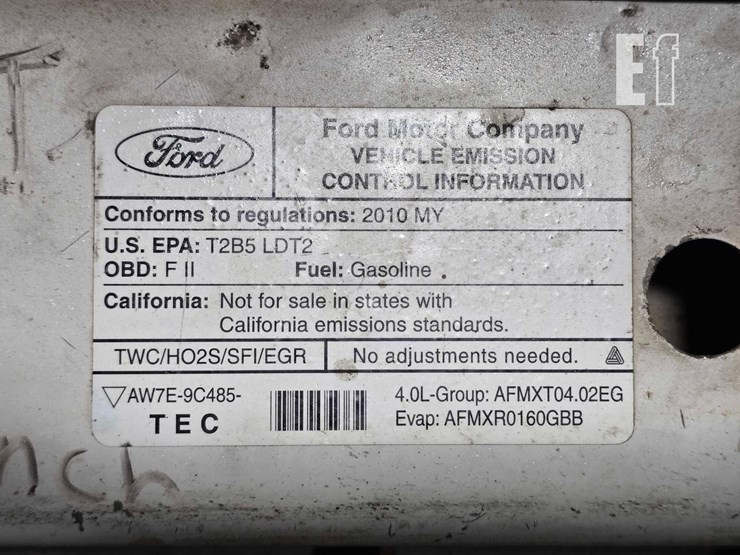 Ef
T
Ford
Ford Motor Company
VEHICLE EMISSION
CONTROL INFORMATION
Conforms to regulations: 2010 MY
U.S. EPA: T2B5 LDT2
OBD: F II Fuel: Gasoline
California: Not for sale in states with
California emissions standards.
TWC/HO2S/SFI/EGR No adjustments needed.
AW7E-9C485- 4.0L-Group: AFMXT04.02EG
TEC Evap: AFMXR0160GBB
nch